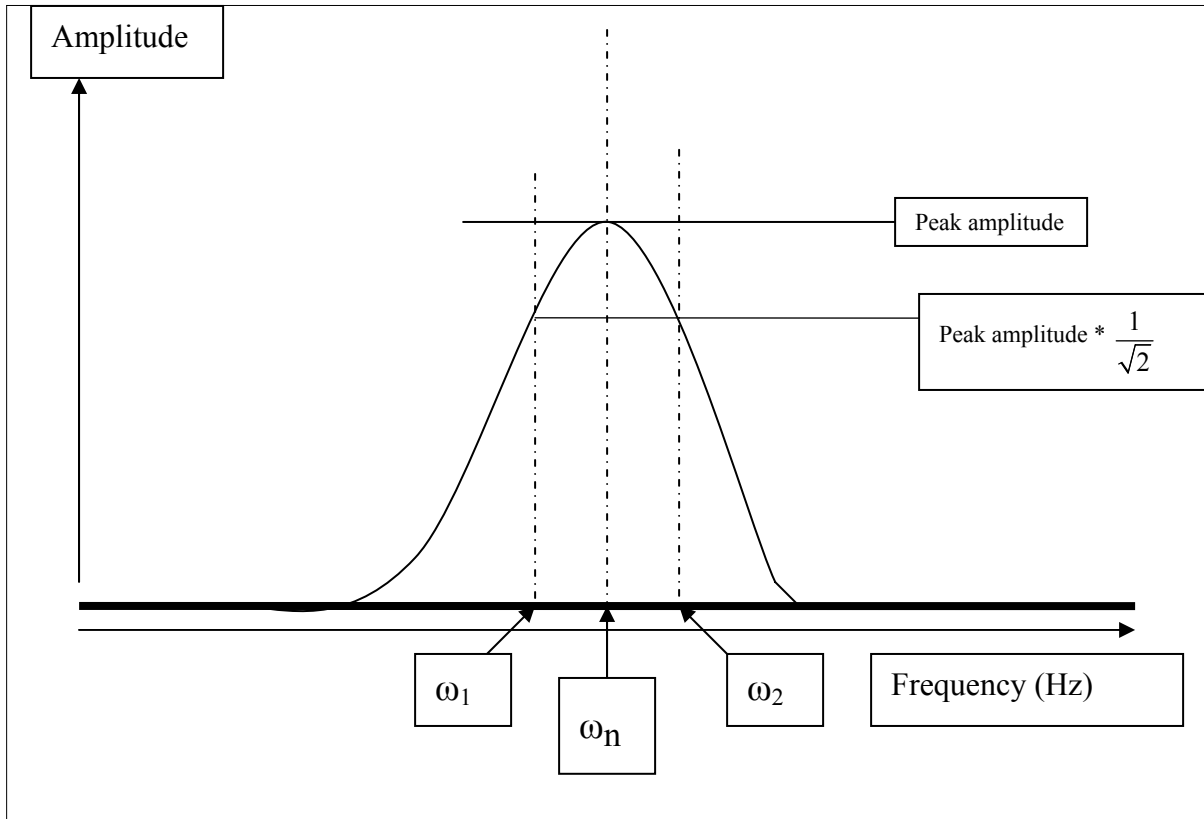 Amplitude
Peak amplitude
Peak amplitude * 1/√2
ω1
ωn
ω2
Frequency (Hz)